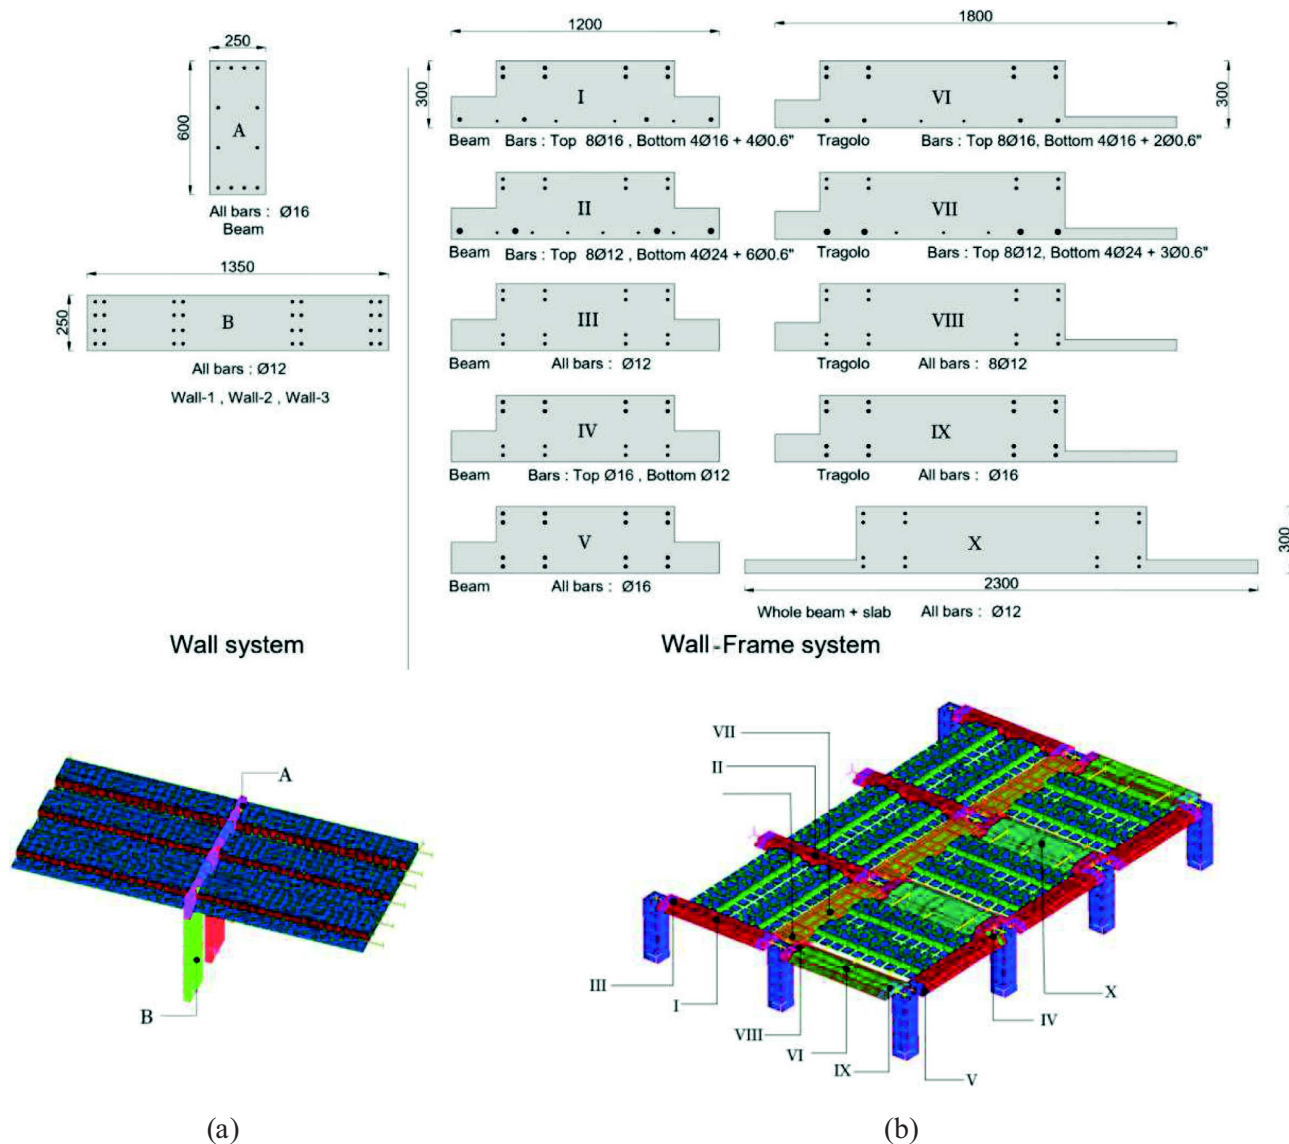 250
600
A
All bars : Ø16
Beam
1350
250
B
All bars : Ø12
Wall-1 , Wall-2 , Wall-3
Wall system
1200
300
I
Beam Bars : Top 8Ø16 , Bottom 4Ø16 + 4Ø0.6"
II
Beam Bars : Top 8Ø12 , Bottom 4Ø24 + 6Ø0.6"
III
Beam All bars : Ø12
IV
Beam Bars : Top Ø16 , Bottom Ø12
V
Beam All bars : Ø16
1800
300
VI
Tragolo Bars : Top 8Ø16, Bottom 4Ø16 + 2Ø0.6"
VII
Tragolo Bars : Top 8Ø12, Bottom 4Ø24 + 3Ø0.6"
VIII
Tragolo All bars : 8Ø12
IX
Tragolo All bars : Ø16
X
300
2300
Whole beam + slab All bars : Ø12
Wall-Frame system
A
B
(a)
VII
II
III
I
VIII
VI
IX
V
IV
X
(b)